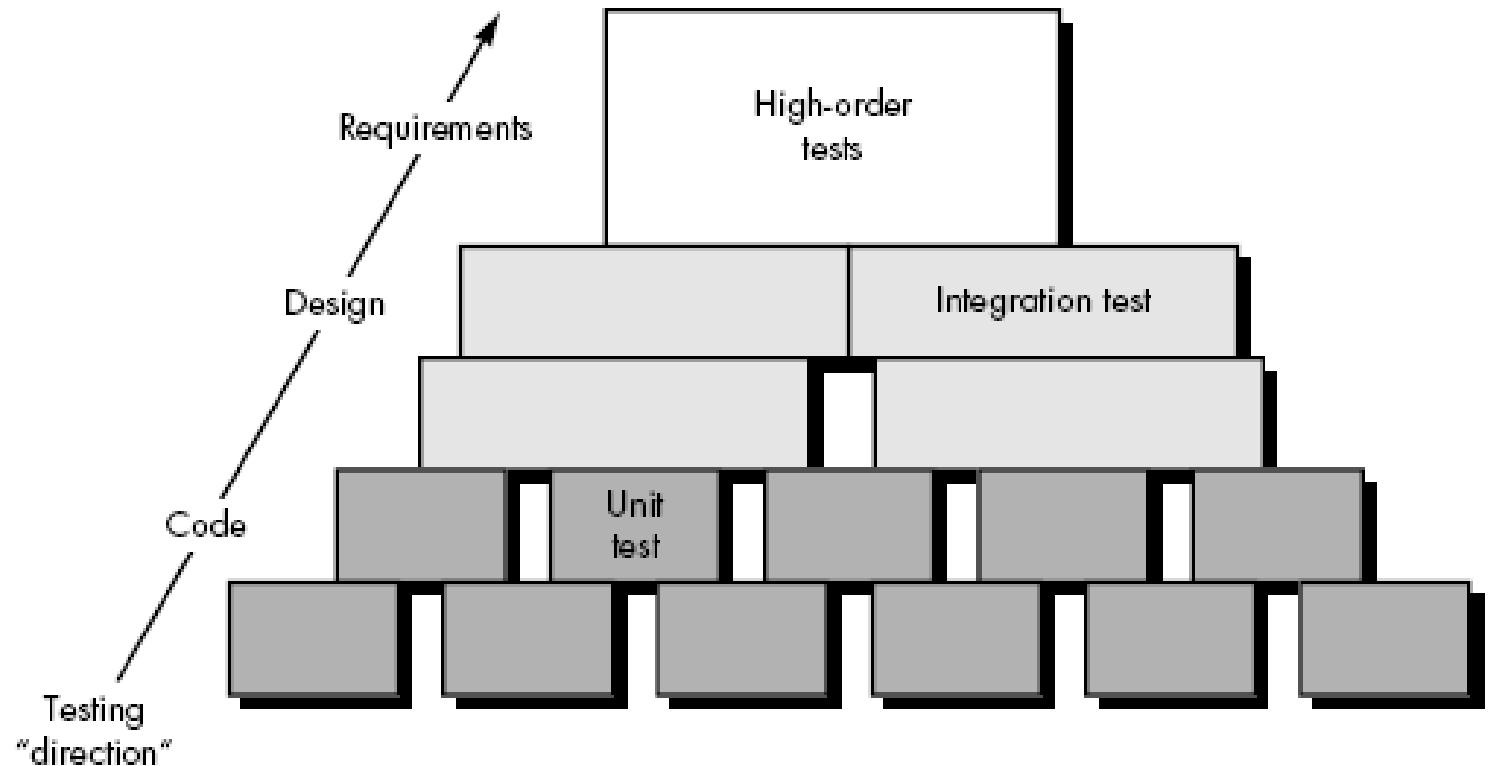 High-order
tests
Requirements
Design
Integration test
Unit
test
Code
Testing
"direction"